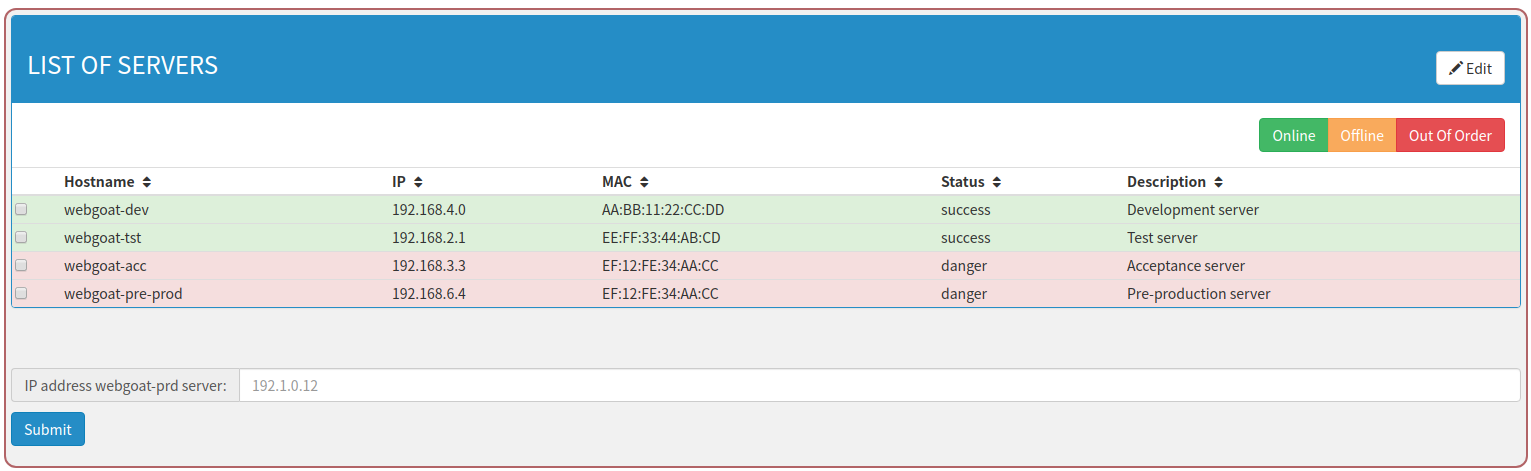 LIST OF SERVERS
Edit
Online Offline Out Of Order
Hostname IP MAC Status Description
webgoat-dev 192.168.4.0 AA:BB:11:22:CC:DD success Development server
webgoat-tst 192.168.2.1 EE:FF:33:44:AB:CD success Test server
webgoat-acc 192.168.3.3 EF:12:FE:34:AA:CC danger Acceptance server
webgoat-pre-prod 192.168.6.4 EF:12:FE:34:AA:CC danger Pre-production server
IP address webgoat-prd server: 192.1.0.12
Submit